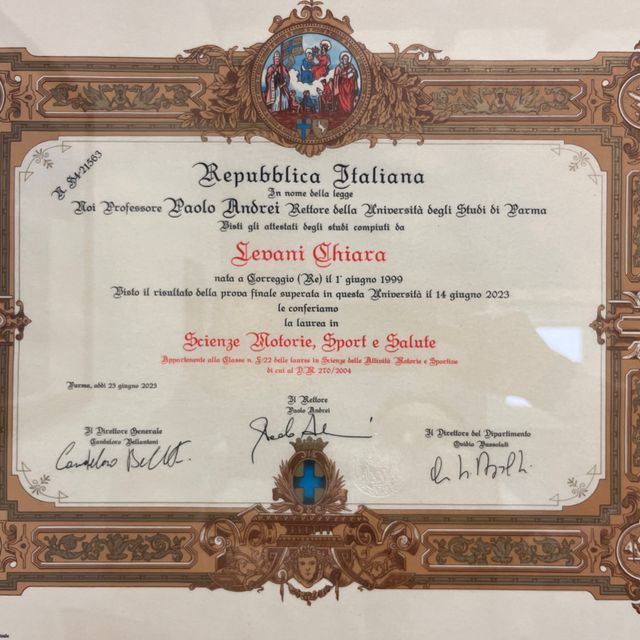 N F4-21563
Repubblica Italiana
In nome della legge
Noi Professore Paolo Andrei Rettore della Università degli Studi di Parma
Visti gli attestati degli studi compiuti da
Levani Chiara
nata a Correggio (Re) il 1° giugno 1999
Visto il risultato della prova finale superata in questa Università il 14 giugno 2023
le conferiamo
la laurea in
Scienze Motorie, Sport e Salute
Appartenente alla Classe n. L-22 delle lauree in Scienze delle Attività Motorie e Sportive
di cui al D.M. 270/2004
Parma, addì 23 giugno 2023
Il Rettore
Paolo Andrei
Il Direttore Generale
Candeloro Bellantoni
Il Direttore del Dipartimento
Ovidio Bussolati